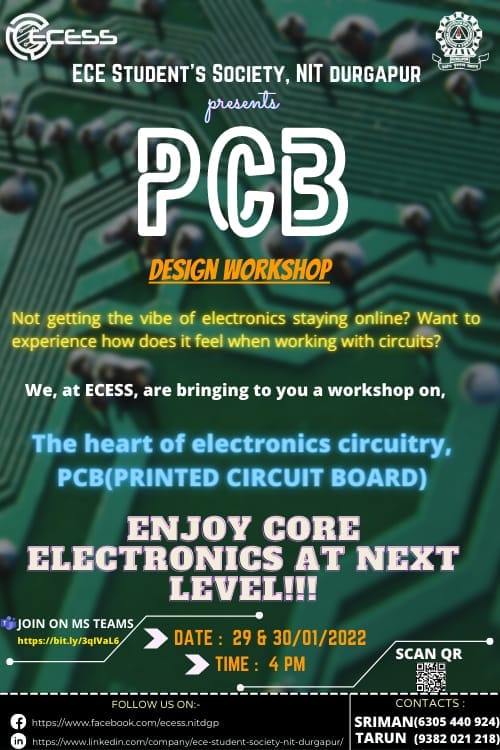 ECESS
ECE STUDENT'S SOCIETY, NIT DURGAPUR
presents
PCB
DESIGN WORKSHOP
Not getting the vibe of electronics staying online? Want to
experience how does it feel when working with circuits?
We, at ECESS, are bringing to you a workshop on,
The heart of electronics circuitry,
PCB(PRINTED CIRCUIT BOARD)
ENJOY CORE
ELECTRONICS AT NEXT
LEVEL!!!
JOIN ON MS TEAMS
https://bit.ly/3qlVaL6
DATE : 29 & 30/01/2022
TIME : 4 PM
SCAN QR
FOLLOW US ON:-
https://www.facebook.com/ecess.nitdgp
https://www.linkedin.com/company/ece-student-society-nit-durgapur/
CONTACTS :
SRIMAN(6305 440 924)
TARUN (9382 021 218)